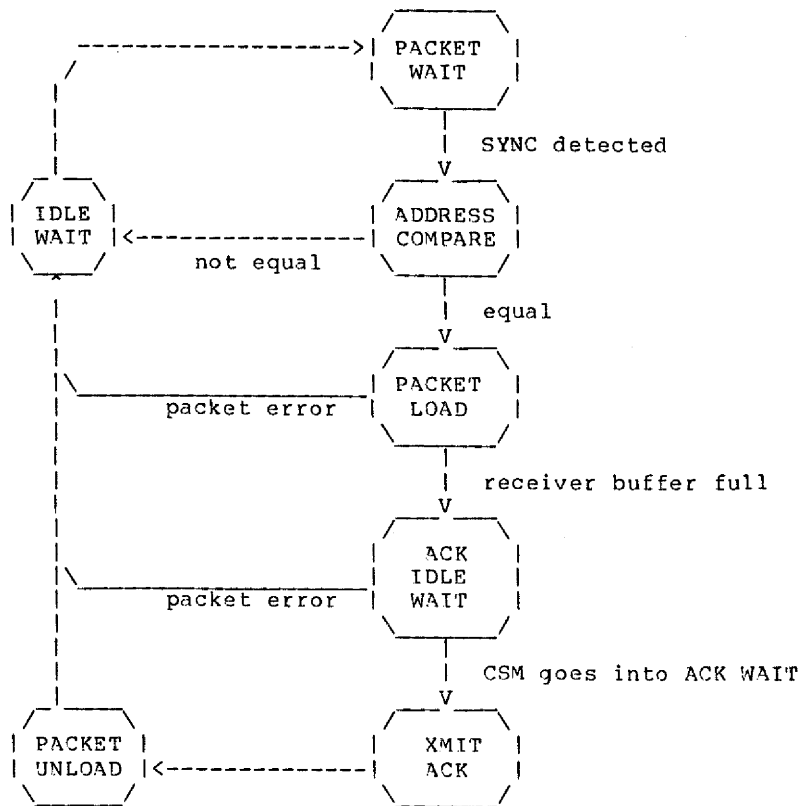 PACKET
WAIT
SYNC detected
IDLE
WAIT
ADDRESS
COMPARE
not equal
equal
PACKET
LOAD
packet error
receiver buffer full
ACK
IDLE
WAIT
packet error
CSM goes into ACK WAIT
PACKET
UNLOAD
XMIT
ACK